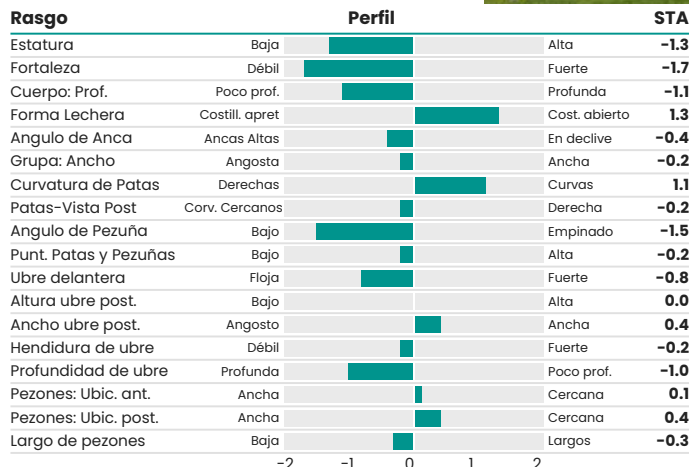 Rasgo Perfil STA
Estatura Baja Alta -1.3
Fortaleza Débil Fuerte -1.7
Cuerpo: Prof. Poco prof. Profunda -1.1
Forma Lechera Costill. apret Cost. abierto 1.3
Angulo de Anca Ancas Altas En declive -0.4
Grupa: Ancho Angosta Ancha -0.2
Curvatura de Patas Derechas Curvas 1.1
Patas-Vista Post Corv. Cercanos Derecha -0.2
Angulo de Pezuña Bajo Empinado -1.5
Punt. Patas y Pezuñas Bajo Alta -0.2
Ubre delantera Floja Fuerte -0.8
Altura ubre post. Bajo Alta 0.0
Ancho ubre post. Angosto Ancha 0.4
Hendidura de ubre Débil Fuerte -0.2
Profundidad de ubre Profunda Poco prof. -1.0
Pezones: Ubic. ant. Ancha Cercana 0.1
Pezones: Ubic. post. Ancha Cercana 0.4
Largo de pezones Baja Largos -0.3
-2 -1 0 1 2